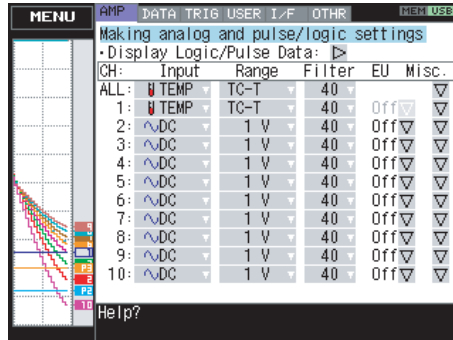 MENU AMP DATA TRIG USER I/F OTHR MEM USB
Making analog and pulse/logic settings
・Display Logic/Pulse Data:
CH: Input Range Filter EU Misc.
ALL: TEMP TC-T 40
1: TEMP TC-T 40 Off
2: DC 1 V 40 Off
3: DC 1 V 40 Off
4: DC 1 V 40 Off
5: DC 1 V 40 Off
6: DC 1 V 40 Off
7: DC 1 V 40 Off
8: DC 1 V 40 Off
9: DC 1 V 40 Off
10: DC 1 V 40 Off
P3
2
P2
10
Help?